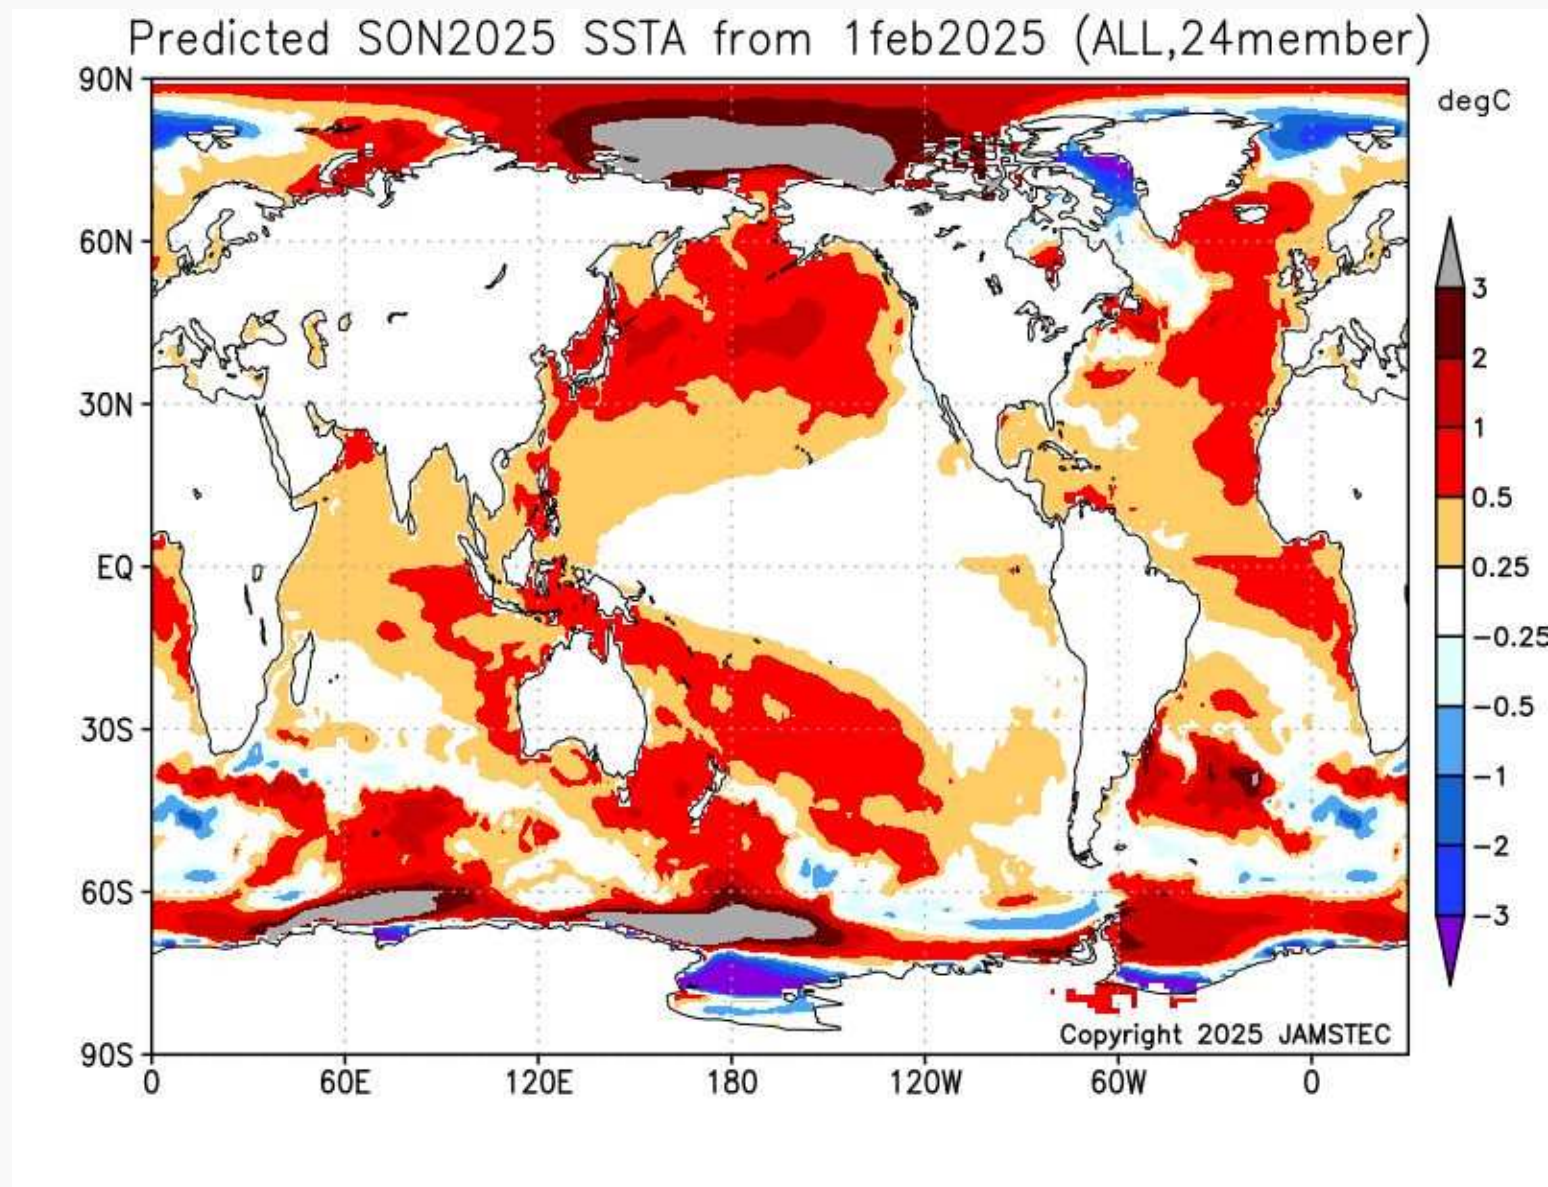 Predicted SON2025 SSTA from 1feb2025 (ALL,24member)
degC
90N
60N
30N
EQ
30S
60S
90S
0 60E 120E 180 120W 60W 0
3
2
1
0.5
0.25
-0.25
-0.5
-1
-2
-3
Copyright 2025 JAMSTEC